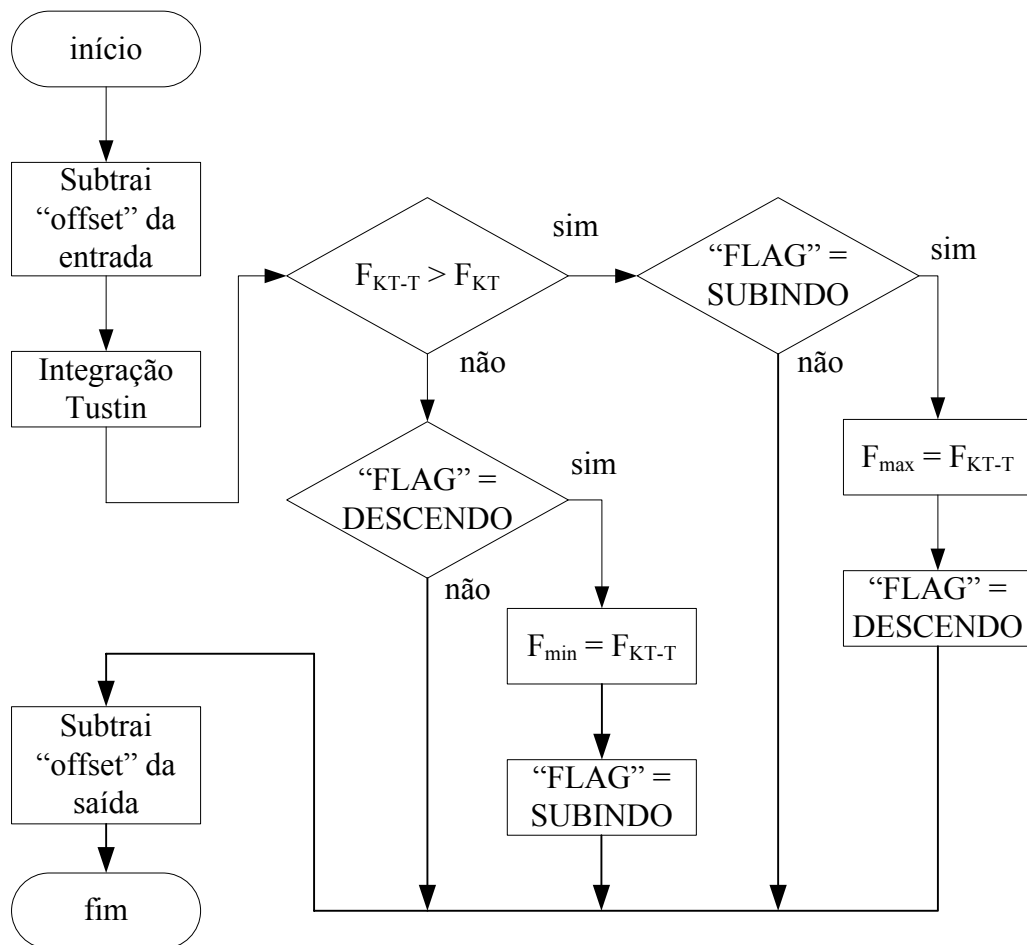 início
Subtrai
“offset” da
entrada
Integração
Tustin
F_KT-T > F_KT
sim
não
“FLAG” =
SUBINDO
sim
não
F_max = F_KT-T
“FLAG” =
DESCENDO
“FLAG” =
DESCENDO
sim
não
F_min = F_KT-T
“FLAG” =
SUBINDO
Subtrai
“offset” da
saída
fim